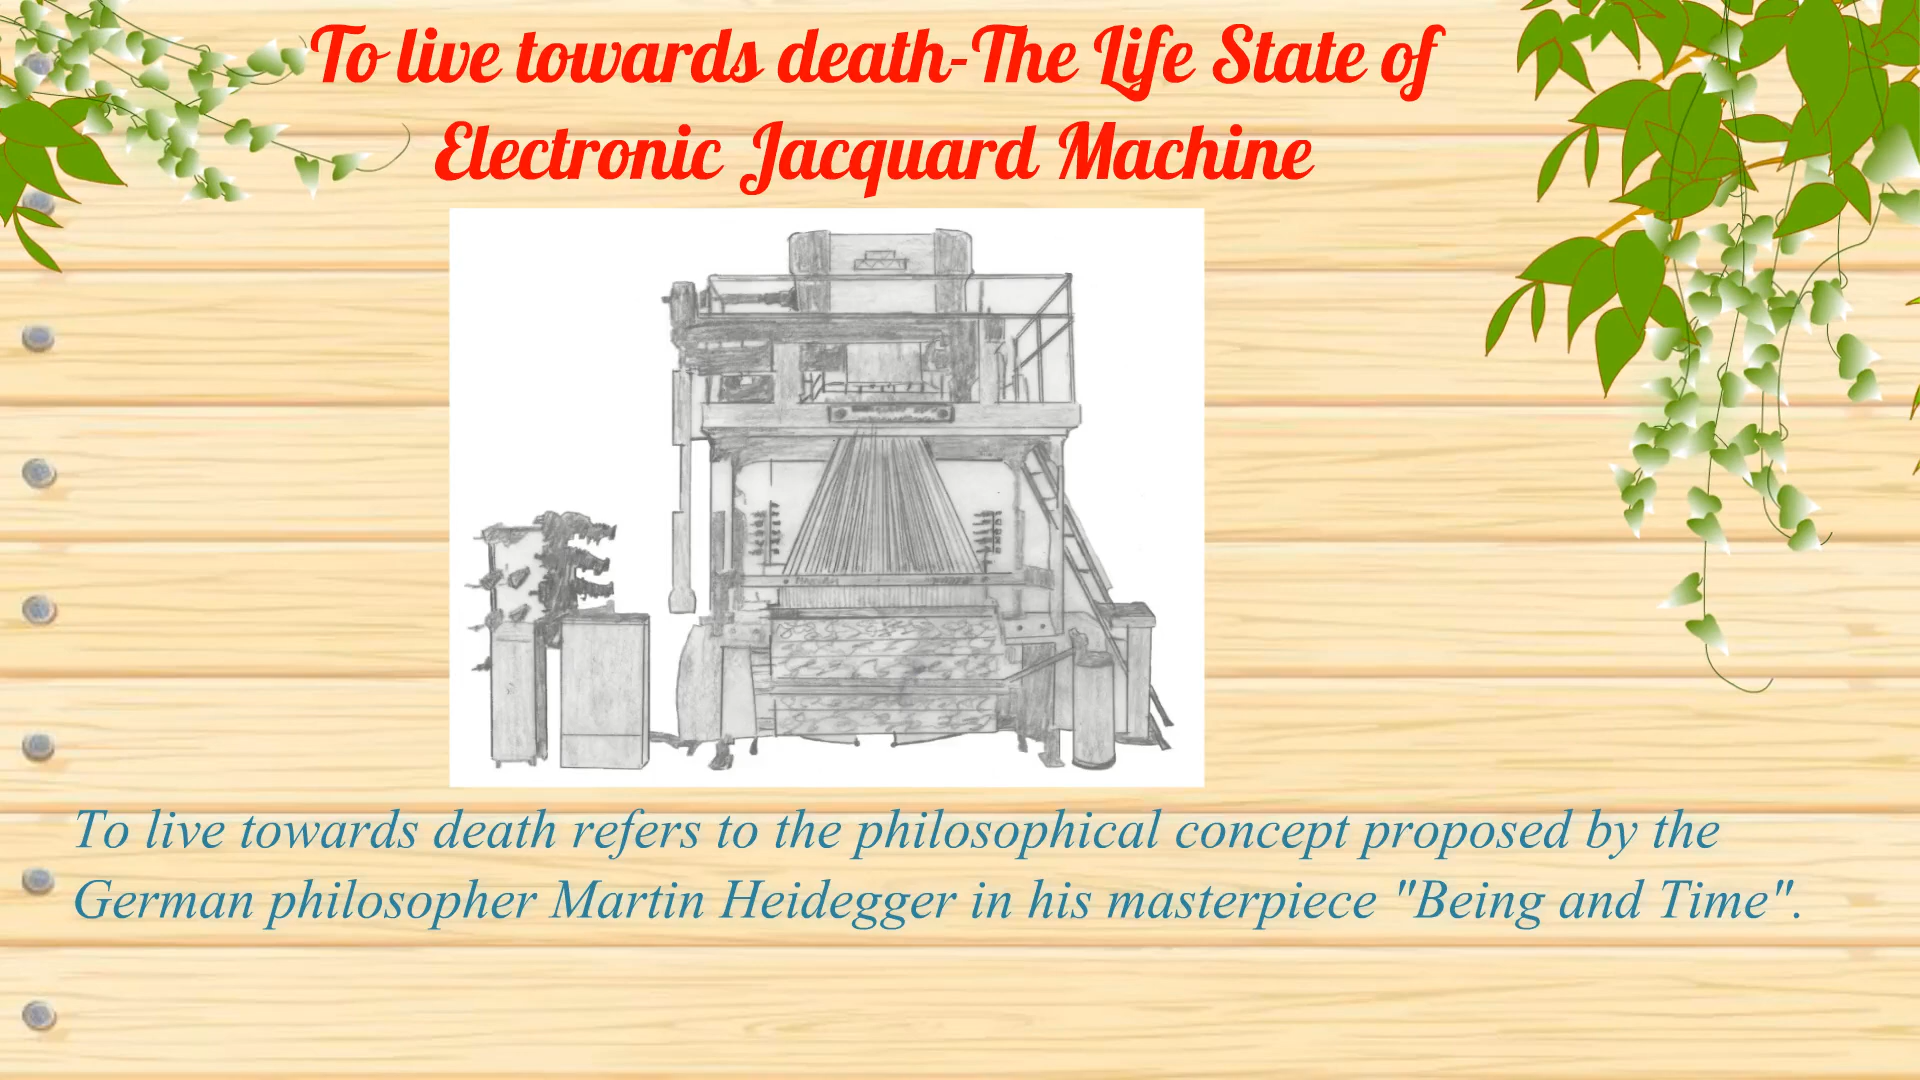 To live towards death-The Life State of
Electronic Jacquard Machine
To live towards death refers to the philosophical concept proposed by the
German philosopher Martin Heidegger in his masterpiece "Being and Time".